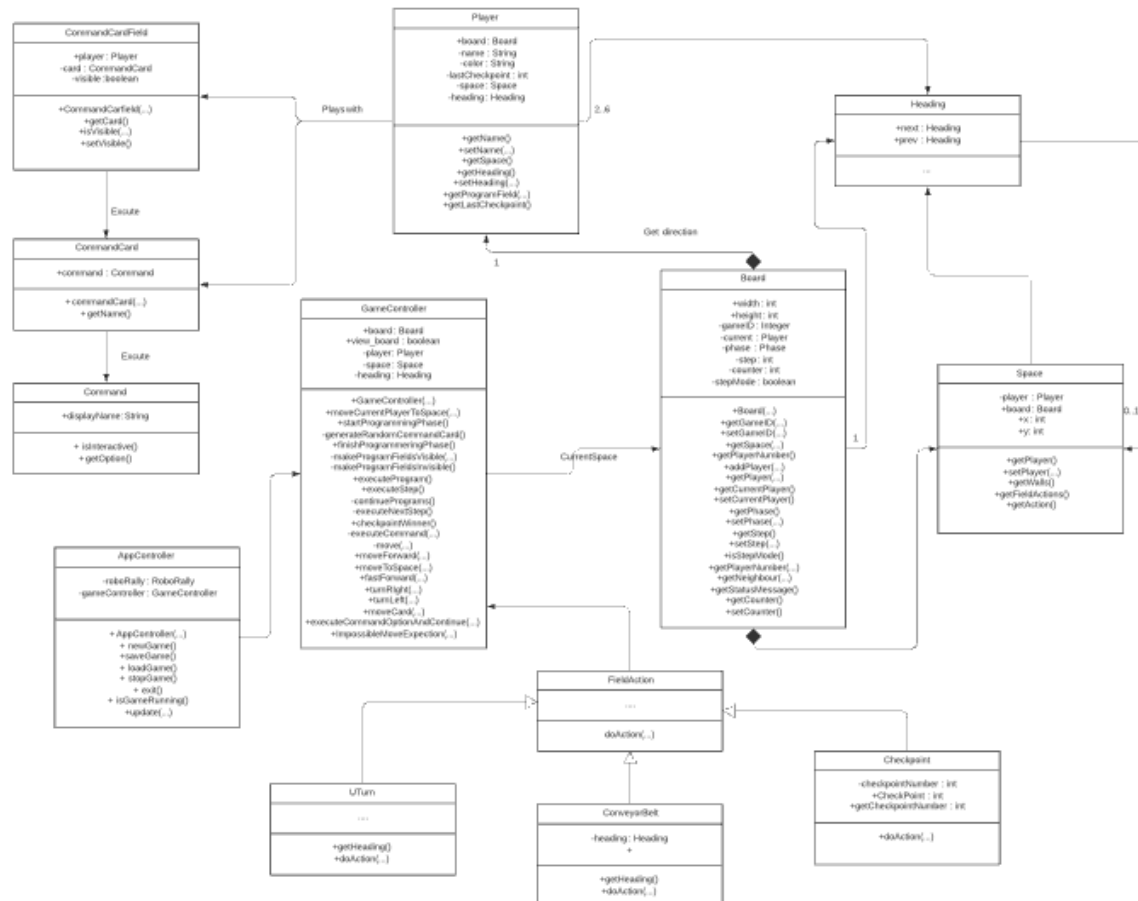 CommandCardField
+player : Player
-card : CommandCard
-visible :boolean
+CommandCarfield(...)
+getCard()
+isVisible(...)
+setVisible()
Excute
CommandCard
+command : Command
+ commandCard(...)
+getName()
Excute
Command
+displayName: String
+ isInteractive()
+getOption()
Plays with
Player
+board : Board
-name : String
-color : String
-lastCheckpoint : int
-space : Space
-heading : Heading
+getName()
+setName(...)
+getSpace()
+getHeading()
+setHeading(...)
+getProgramField(...)
+getLastCheckpoint()
2..6
Heading
+next : Heading
+prev : Heading
...
Get direction
1
GameController
+board : Board
+view_board : boolean
-player: Player
-space : Space
-heading : Heading
+GameController(...)
+moveCurrentPlayerToSpace(...)
+startProgrammingPhase()
-generateRandomCommandCard()
+finishProgrammeringPhase()
-makeProgramFieldsVisible(...)
-makeProgramFieldsInvisible()
+executeProgram()
+executeStep()
-continuePrograms()
-executeNextStep()
+checkpointWinner()
-executeCommand(...)
-move(...)
+moveForward(...)
+moveToSpace(...)
+fastForward(...)
+turnRight(...)
+turnLeft(...)
+moveCard(...)
+executeCommandOptionAndContinue(...)
+ImpossibleMoveExpection(...)
CurrentSpace
Board
+width : int
+height : int
-gameID : Integer
-current : Player
-phase : Phase
-step : int
-counter : int
-stepMode : boolean
+Board(...)
+getGameID(...)
+setGameID(...)
+getSpace(...)
+getPlayerNumber()
+addPlayer(...)
+getPlayer(...)
+getCurrentPlayer()
+setCurrentPlayer()
+getPhase()
+setPhase(...)
+getStep()
+setStep(...)
+isStepMode()
+getPlayerNumber(...)
+getNeighbour(...)
+getStatusMessage()
+getCounter()
+setCounter()
1
Space
-player : Player
+board : Board
+x : int
+y: int
+getPlayer()
+setPlayer(...)
+getWalls()
+getFieldActions()
+getAction()
0..1
AppController
-roboRally : RoboRally
-gameController : GameController
+ AppController(...)
+ newGame()
+saveGame()
+ loadGame()
+ stopGame()
+ exit()
+ isGameRunning()
+update(...)
FieldAction
....
doAction(...)
UTurn
....
+getHeading()
+doAction(...)
ConveyorBelt
-heading : Heading
+
+getHeading()
+doAction(...)
Checkpoint
-checkpointNumber : int
+CheckPoint : int
+getCheckpointNumber : int
+doAction(...)